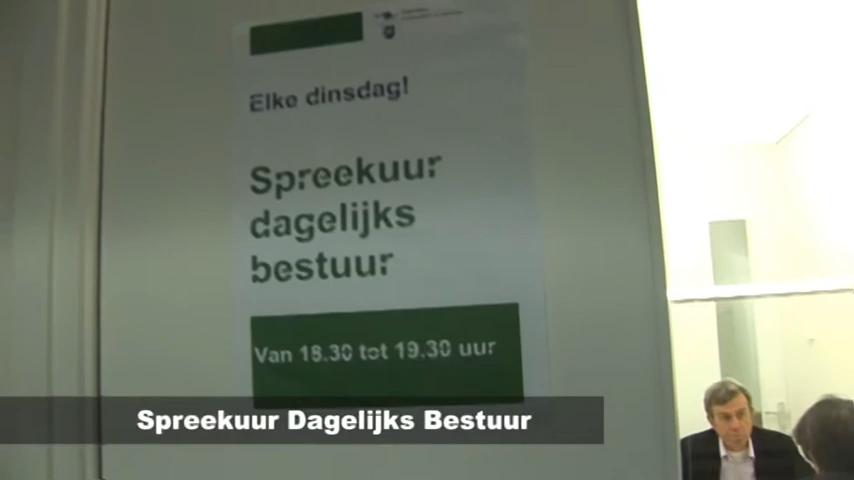 Elke dinsdag!
Spreekuur
dagelijks
bestuur
Van 18.30 tot 19.30 uur
Spreekuur Dagelijks Bestuur